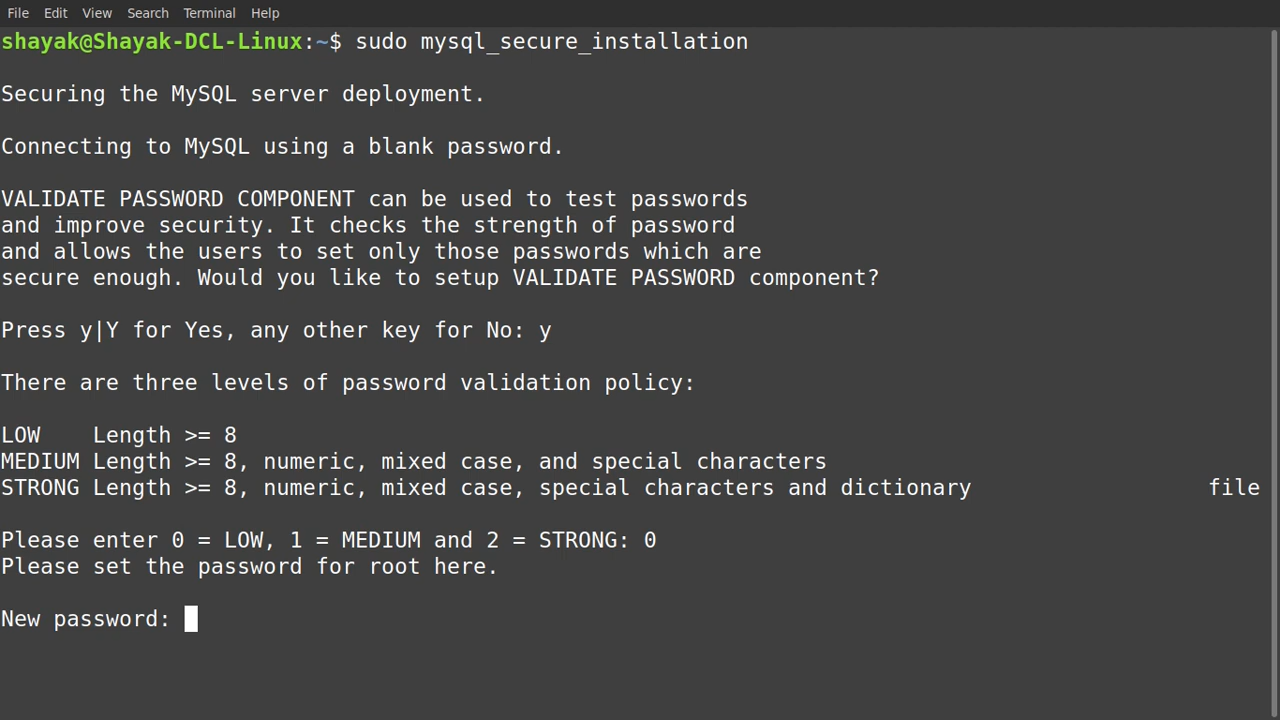 File Edit View Search Terminal Help
shayak@Shayak-DCL-Linux:~$ sudo mysql_secure_installation
Securing the MySQL server deployment.
Connecting to MySQL using a blank password.
VALIDATE PASSWORD COMPONENT can be used to test passwords
and improve security. It checks the strength of password
and allows the users to set only those passwords which are
secure enough. Would you like to setup VALIDATE PASSWORD component?
Press y|Y for Yes, any other key for No: y
There are three levels of password validation policy:
LOW    Length >= 8
MEDIUM Length >= 8, numeric, mixed case, and special characters
STRONG Length >= 8, numeric, mixed case, special characters and dictionary                  file
Please enter 0 = LOW, 1 = MEDIUM and 2 = STRONG: 0
Please set the password for root here.
New password: